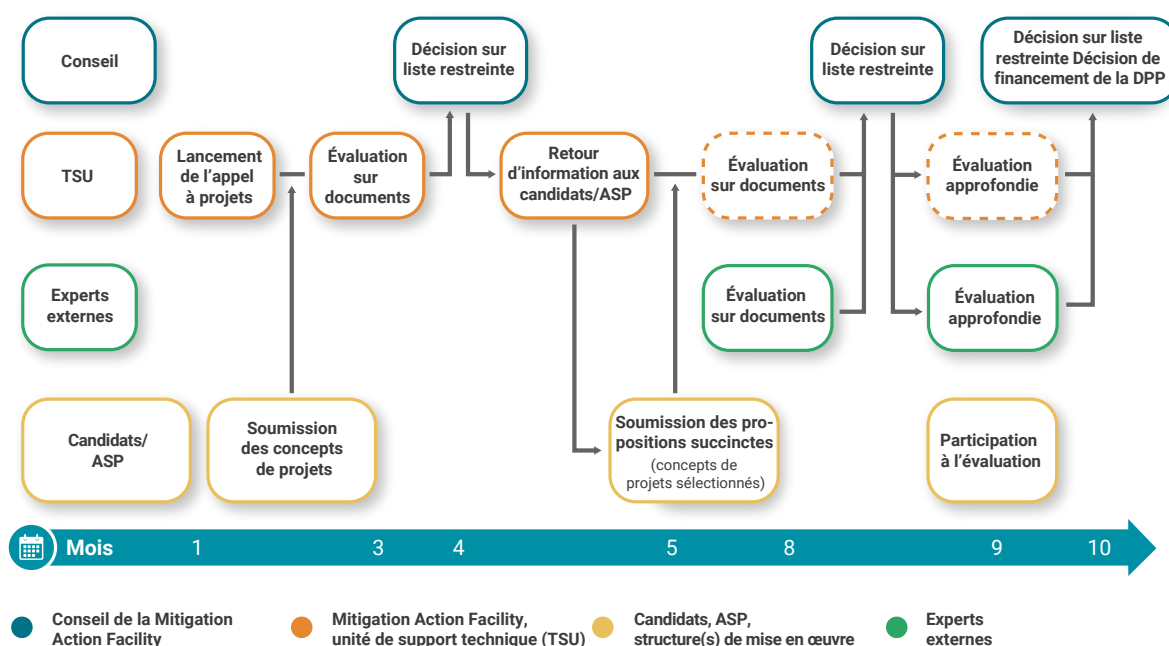 Conseil
Décision sur
liste restreinte
Décision sur
liste restreinte
Décision sur liste
restreinte Décision de
financement de la DPP
TSU
Lancement
de l’appel
à projets
Évaluation
sur
documents
Retour
d’information aux
candidats/ASP
Évaluation
sur documents
Évaluation
approfondie
Experts
externes
Évaluation
sur documents
Évaluation
approfondie
Candidats/
ASP
Soumission
des concepts
de projets
Soumission des pro-
positions succinctes
(concepts de
projets sélectionnés)
Participation
à l’évaluation
Mois 1 3 4 5 8 9 10
Conseil de la Mitigation
Action Facility
Mitigation Action Facility,
unité de support technique (TSU)
Candidats, ASP,
structure(s) de mise en œuvre
Experts
externes